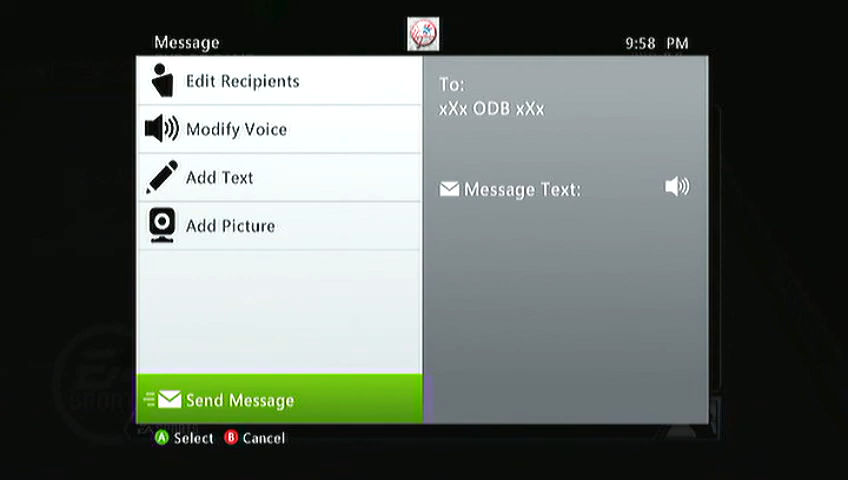 Message
9:58 PM
Edit Recipients
Modify Voice
Add Text
Add Picture
Send Message
To:
xXx ODB xXx
Message Text:
A Select B Cancel